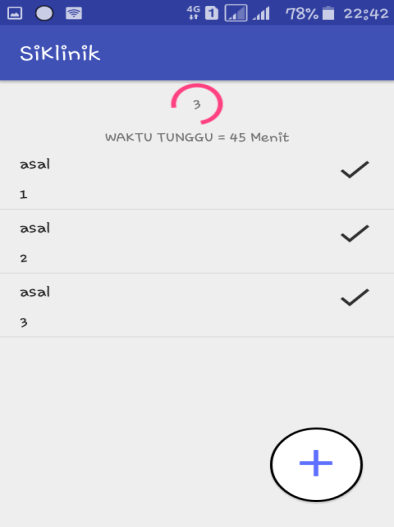 4G 1 78% 22:42
SiKlinik
3
WAKTU TUNGGU = 45 Menit
asal
1
asal
2
asal
3